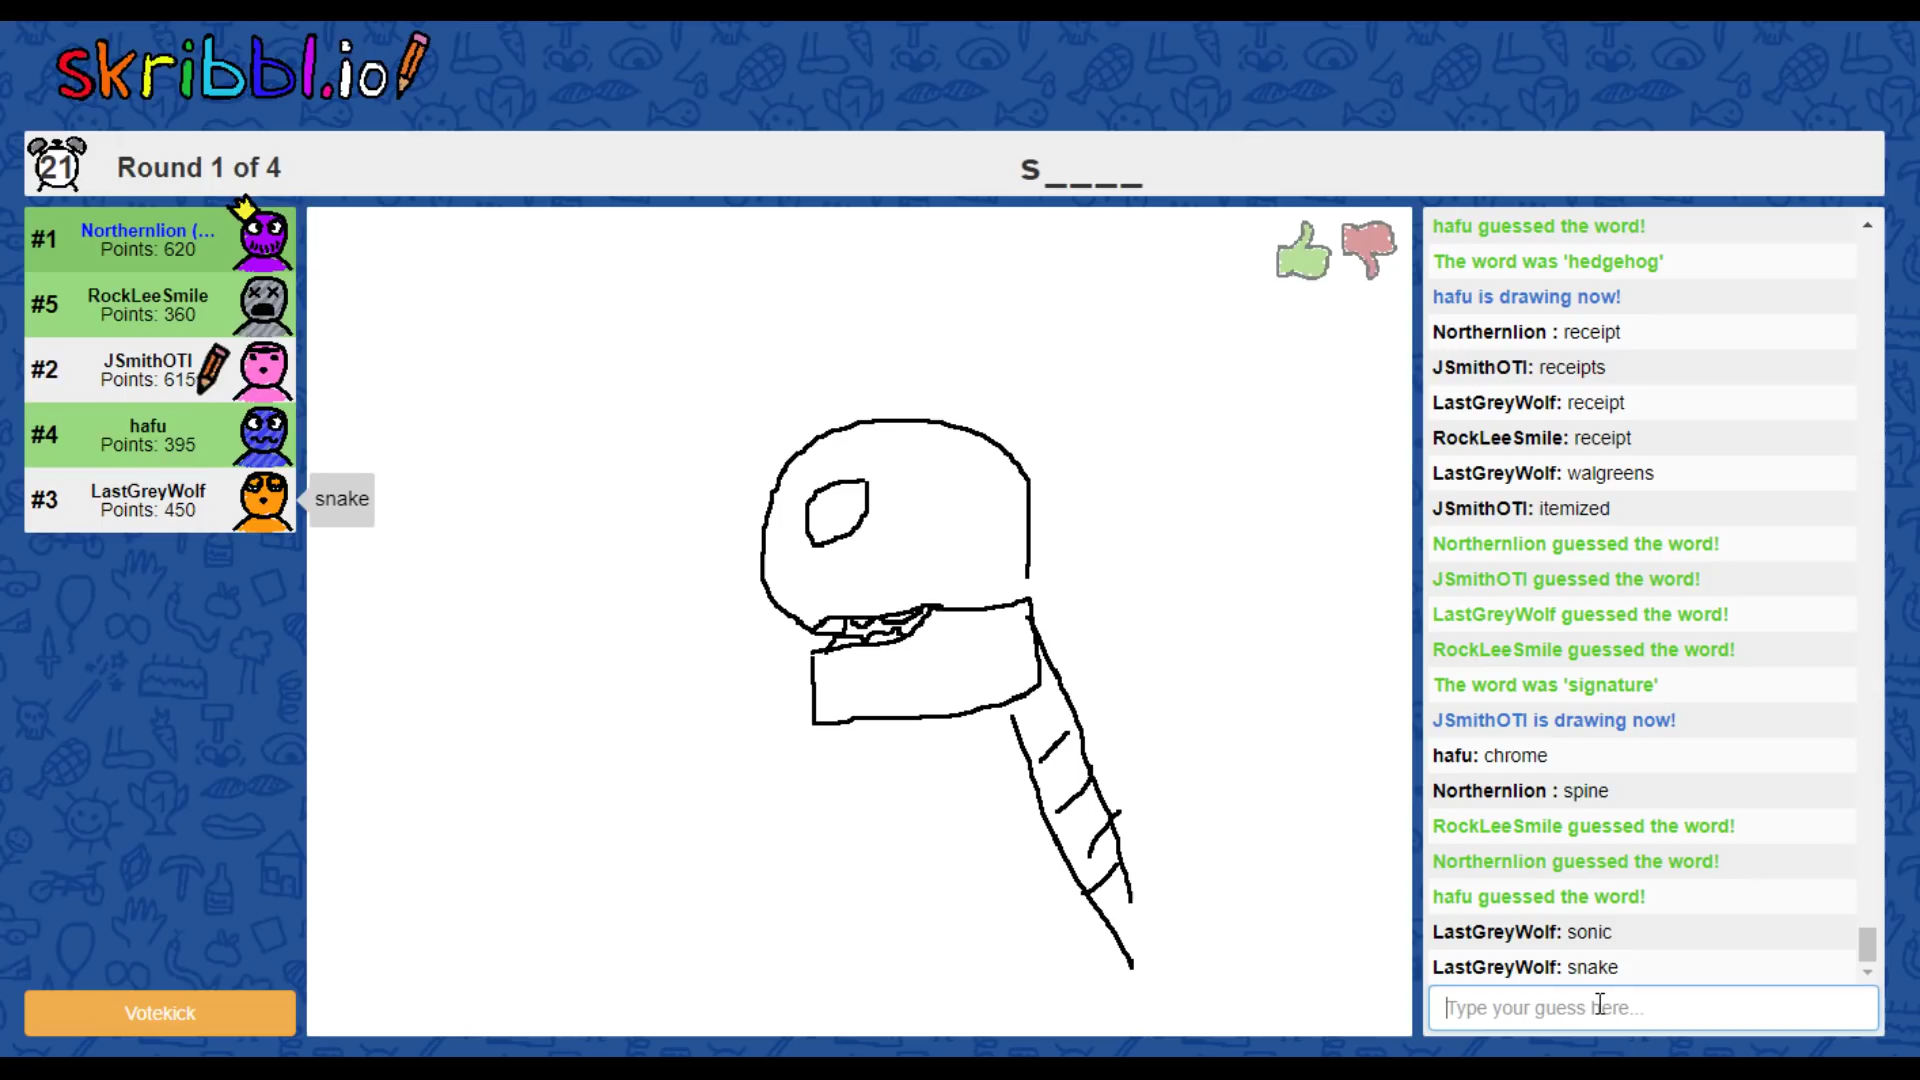 skribbl.io
21
Round 1 of 4
s____
#1 Northernlion (...
Points: 620
#5 RockLeeSmile
Points: 360
#2 JSmithOTI
Points: 615
#4 hafu
Points: 395
#3 LastGreyWolf
Points: 450
snake
Votekick
hafu guessed the word!
The word was 'hedgehog'
hafu is drawing now!
Northernlion : receipt
JSmithOTI: receipts
LastGreyWolf: receipt
RockLeeSmile: receipt
LastGreyWolf: walgreens
JSmithOTI: itemized
Northernlion guessed the word!
JSmithOTI guessed the word!
LastGreyWolf guessed the word!
RockLeeSmile guessed the word!
The word was 'signature'
JSmithOTI is drawing now!
hafu: chrome
Northernlion : spine
RockLeeSmile guessed the word!
Northernlion guessed the word!
hafu guessed the word!
LastGreyWolf: sonic
LastGreyWolf: snake
Type your guess here...